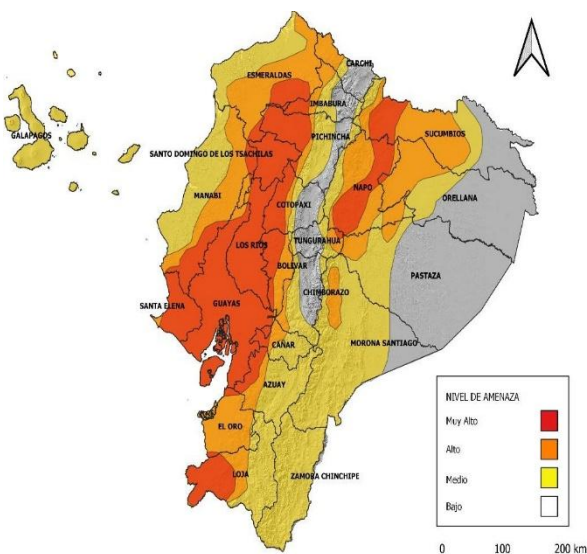 CARCHI
ESMERALDAS
IMBABURA
GALAPAGOS
PICHINCHA
SUCUMBIOS
SANTO DOMINGO DE LOS TSACHILAS
NAPO
MANABI
COTOPAXI
ORELLANA
LOS RIOS
TUNGURAHUA
BOLIVAR
PASTAZA
CHIMBORAZO
SANTA ELENA
GUAYAS
CAÑAR
MORONA SANTIAGO
AZUAY
EL ORO
LOJA
ZAMORA CHINCHIPE
NIVEL DE AMENAZA
Muy Alto
Alto
Medio
Bajo
0 100 200 km